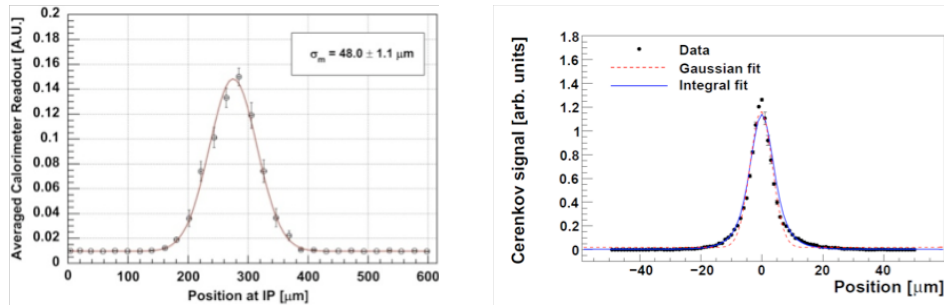 0.2
0.18
0.16
0.14
0.12
0.1
0.08
0.06
0.04
0.02
0
0 100 200 300 400 500 600
Averaged Calorimeter Readout [A.U.]
Position at IP [μm]
σm = 48.0 ± 1.1 μm
1.8
1.6
1.4
1.2
1.0
0.8
0.6
0.4
0.2
0
−40 −20 0 20 40
Cerenkov signal [arb. units]
Position [μm]
Data
Gaussian fit
Integral fit